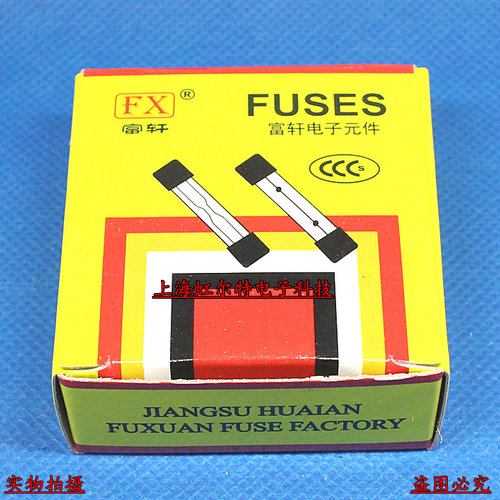 FX®
富轩
FUSES
富轩电子元件
CCCS
上海虹尔特电子科技
JIANGSU HUAIAN
FUXUAN FUSE FACTORY
实物拍摄
盗图必究